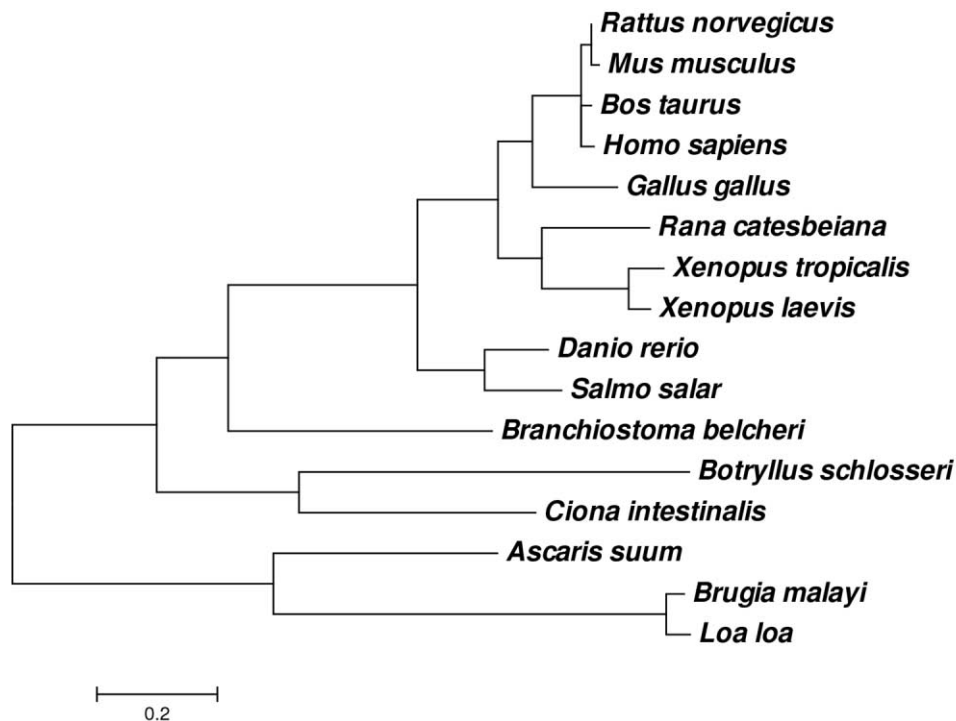 Rattus norvegicus
Mus musculus
Bos taurus
Homo sapiens
Gallus gallus
Rana catesbeiana
Xenopus tropicalis
Xenopus laevis
Danio rerio
Salmo salar
Branchiostoma belcheri
Botryllus schlosseri
Ciona intestinalis
Ascaris suum
Brugia malayi
Loa loa
0.2